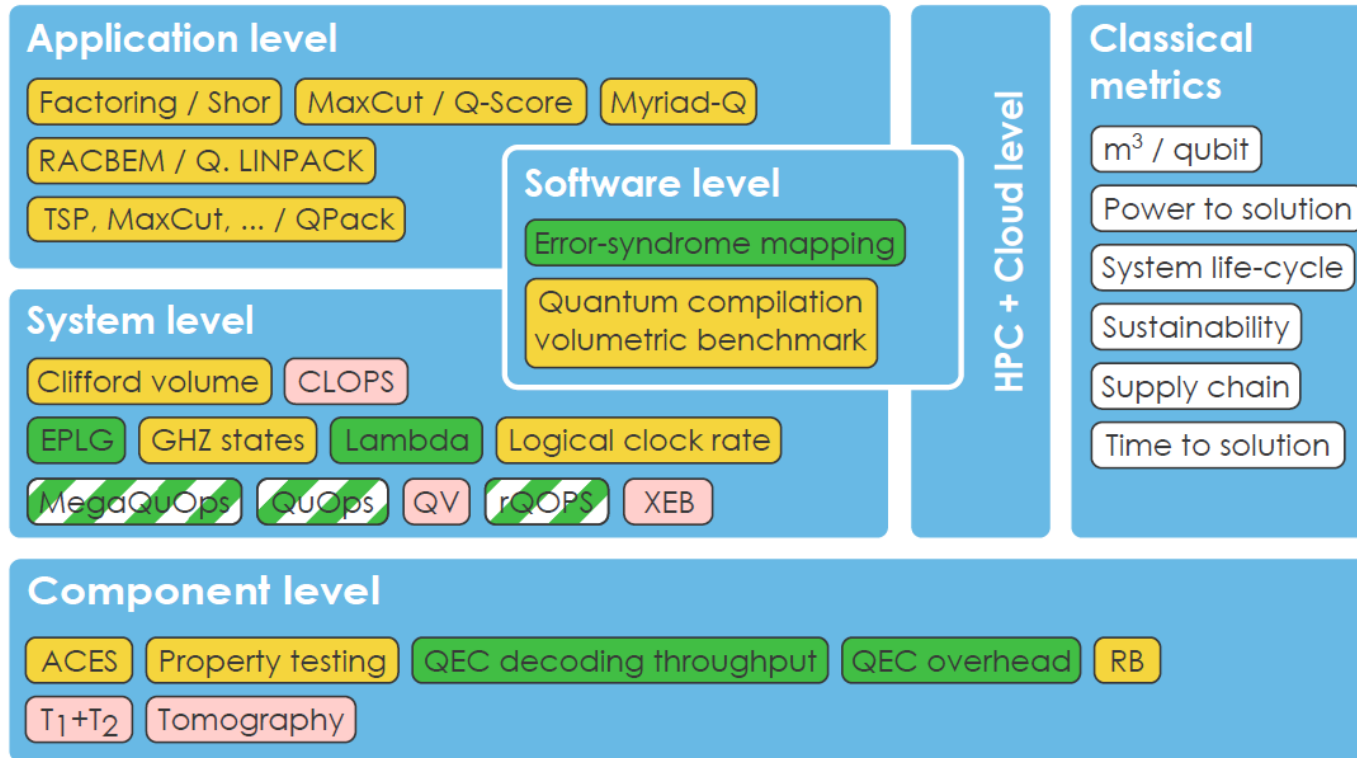 Application level
Factoring / Shor
MaxCut / Q-Score
Myriad-Q
RACBEM / Q. LINPACK
TSP, MaxCut, ... / QPack
Software level
Error-syndrome mapping
Quantum compilation
volumetric benchmark
System level
Clifford volume
CLOPS
EPLG
GHZ states
Lambda
Logical clock rate
MegaQuOps
QuOps
QV
rQOPS
XEB
HPC + Cloud level
Classical
metrics
m³ / qubit
Power to solution
System life-cycle
Sustainability
Supply chain
Time to solution
Component level
ACES
Property testing
QEC decoding throughput
QEC overhead
RB
T₁+T₂
Tomography